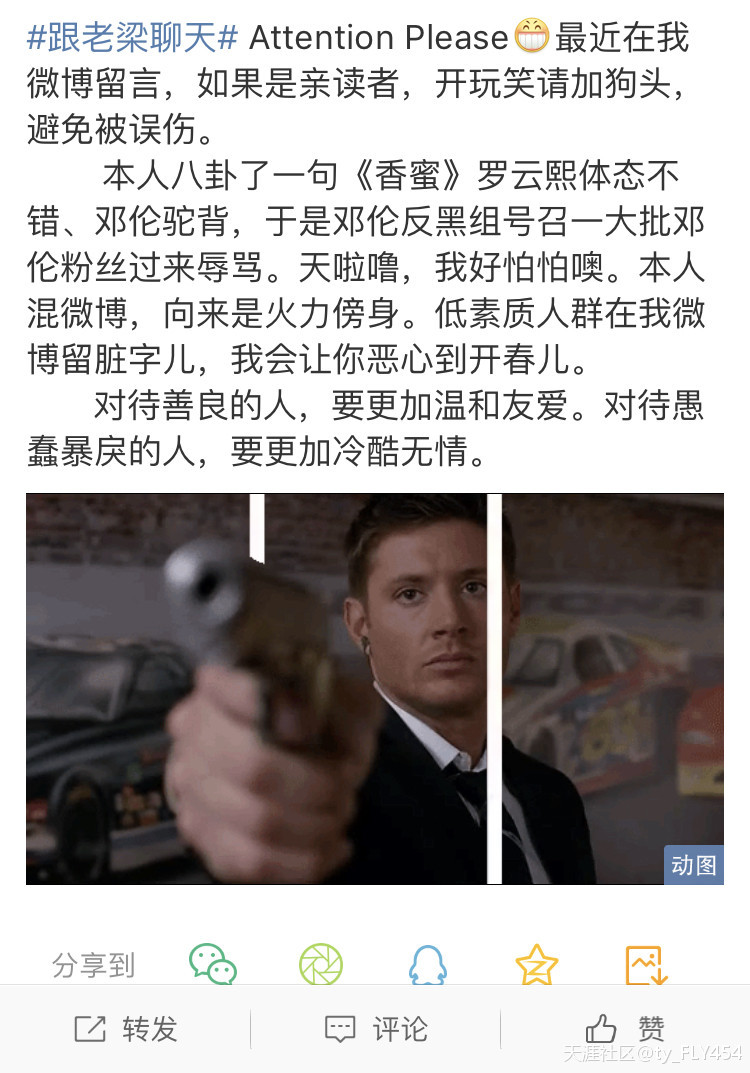 #跟老梁聊天# Attention Please😁最近在我
微博留言，如果是亲读者，开玩笑请加狗头，
避免被误伤。
本人八卦了一句《香蜜》罗云熙体态不
错、邓伦驼背，于是邓伦反黑组号召一大批邓
伦粉丝过来辱骂。天啦噜，我好怕怕噢。本人
混微博，向来是火力傍身。低素质人群在我微
博留脏字儿，我会让你恶心到开春儿。
对待善良的人，要更加温和友爱。对待愚
蠢暴戾的人，要更加冷酷无情。
动图
分享到
转发
评论
赞
天涯社区@ty_FLY454